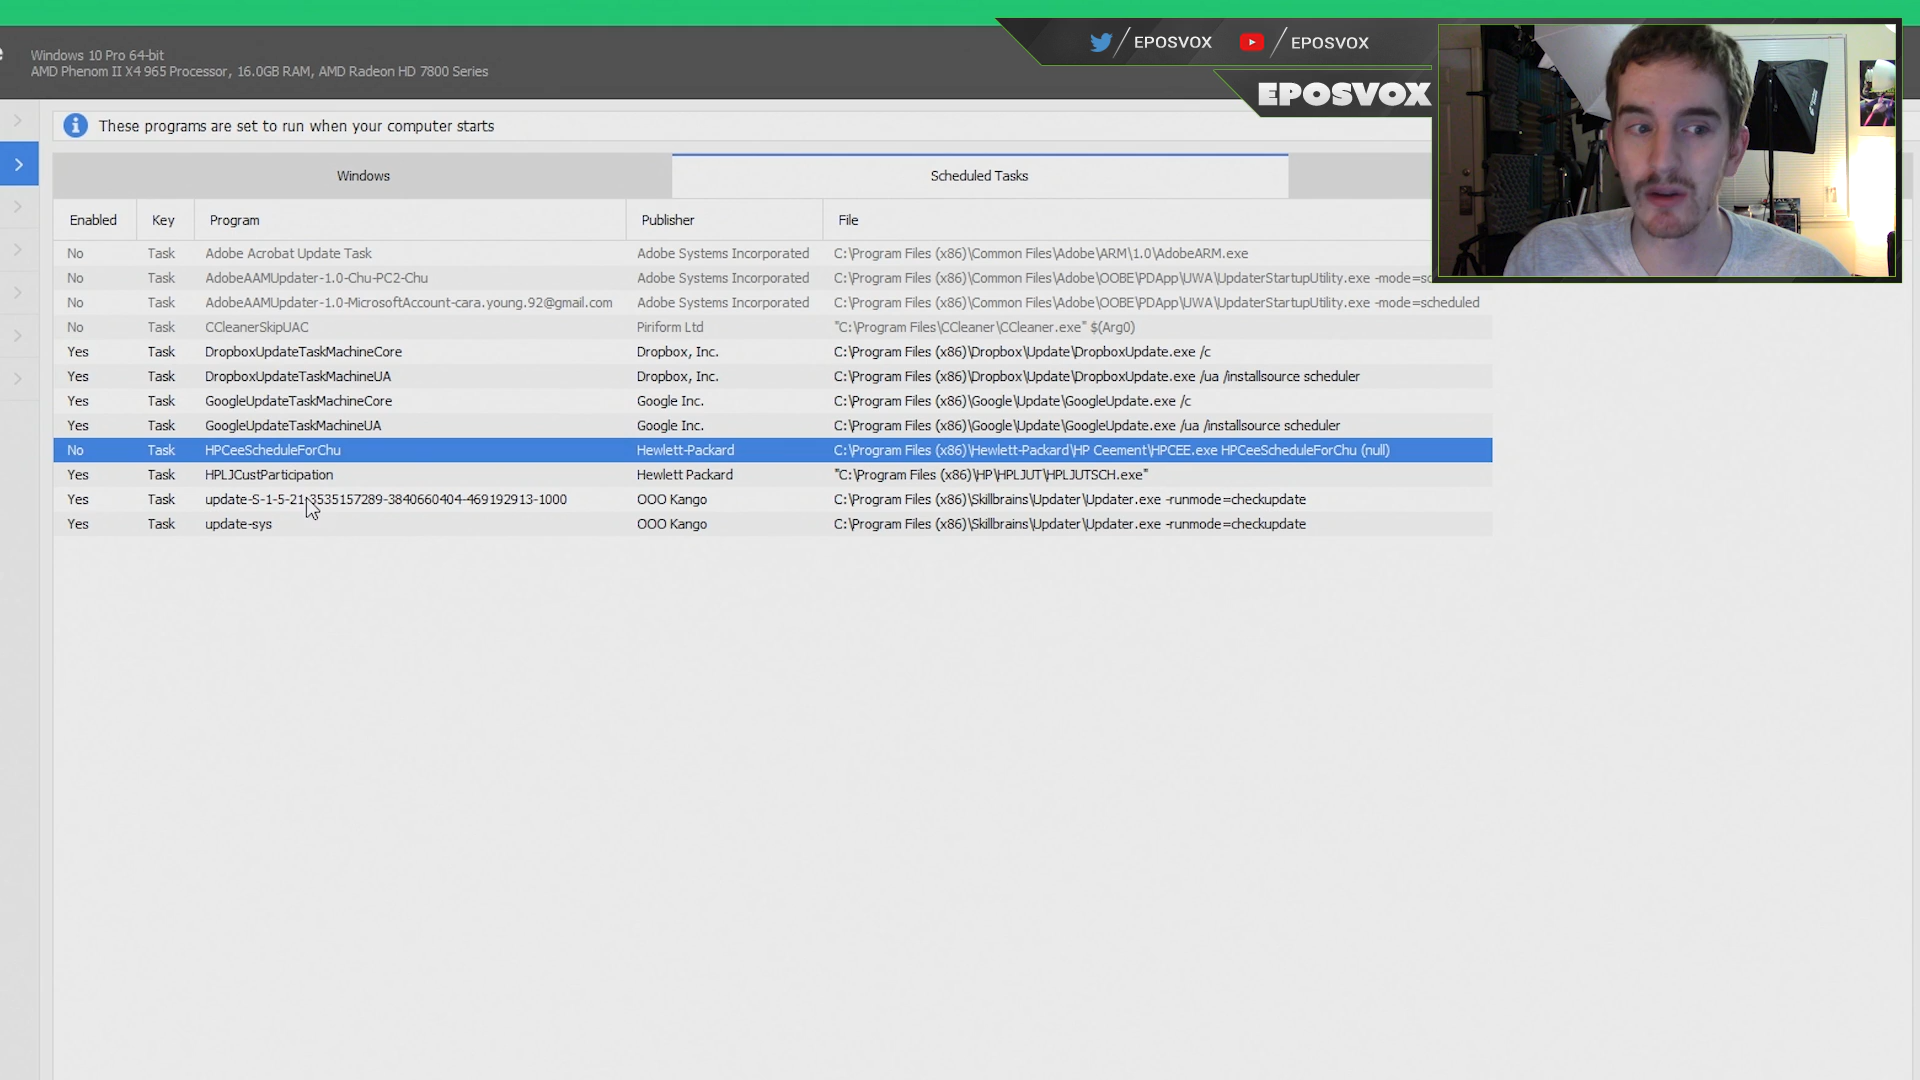 Windows 10 Pro 64-bit
AMD Phenom II X4 965 Processor, 16.0GB RAM, AMD Radeon HD 7800 Series
EPOSVOX EPOSVOX
EPOSVOX
These programs are set to run when your computer starts
Windows Scheduled Tasks
Enabled Key Program Publisher File
No Task Adobe Acrobat Update Task Adobe Systems Incorporated C:\Program Files (x86)\Common Files\Adobe\ARM\1.0\AdobeARM.exe
No Task AdobeAAMUpdater-1.0-Chu-PC2-Chu Adobe Systems Incorporated C:\Program Files (x86)\Common Files\Adobe\OOBE\PDApp\UWA\UpdaterStartupUtility.exe -mode=sc
No Task AdobeAAMUpdater-1.0-MicrosoftAccount-cara.young.92@gmail.com Adobe Systems Incorporated C:\Program Files (x86)\Common Files\Adobe\OOBE\PDApp\UWA\UpdaterStartupUtility.exe -mode=scheduled
No Task CCleanerSkipUAC Piriform Ltd "C:\Program Files\CCleaner\CCleaner.exe" $(Arg0)
Yes Task DropboxUpdateTaskMachineCore Dropbox, Inc. C:\Program Files (x86)\Dropbox\Update\DropboxUpdate.exe /c
Yes Task DropboxUpdateTaskMachineUA Dropbox, Inc. C:\Program Files (x86)\Dropbox\Update\DropboxUpdate.exe /ua /installsource scheduler
Yes Task GoogleUpdateTaskMachineCore Google Inc. C:\Program Files (x86)\Google\Update\GoogleUpdate.exe /c
Yes Task GoogleUpdateTaskMachineUA Google Inc. C:\Program Files (x86)\Google\Update\GoogleUpdate.exe /ua /installsource scheduler
No Task HPCeeScheduleForChu Hewlett-Packard C:\Program Files (x86)\Hewlett-Packard\HP Ceement\HPCEE.exe HPCeeScheduleForChu (null)
Yes Task HPLJCustParticipation Hewlett Packard "C:\Program Files (x86)\HP\HPLJUT\HPLJUTSCH.exe"
Yes Task update-S-1-5-21-3535157289-3840660404-469192913-1000 OOO Kango C:\Program Files (x86)\Skillbrains\Updater\Updater.exe -runmode=checkupdate
Yes Task update-sys OOO Kango C:\Program Files (x86)\Skillbrains\Updater\Updater.exe -runmode=checkupdate